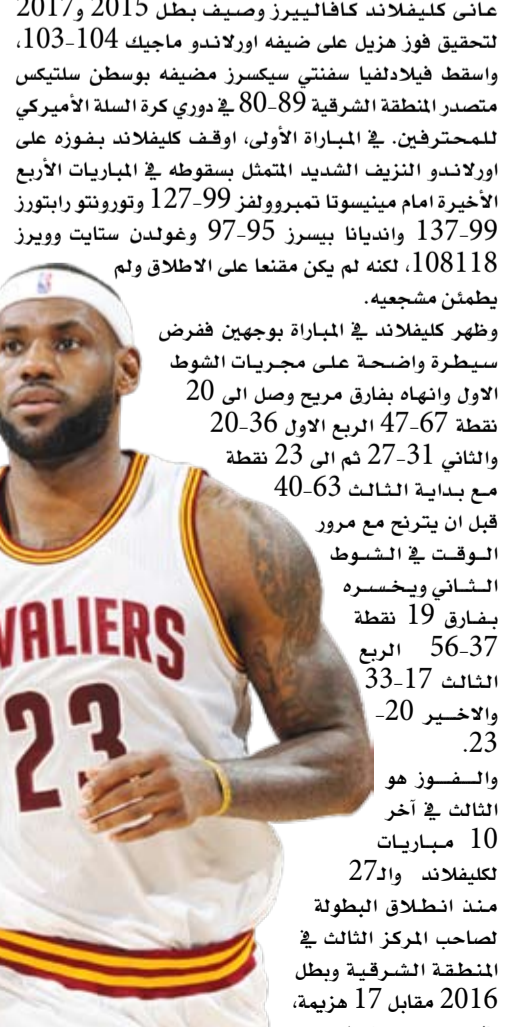 عانى كليفلاند كافالييرز وصيف بطل 2015 و2017
لتحقيق فوز هزيل على ضيفه اورلاندو ماجيك 104-103،
واسقط فيلادلفيا سفنتي سيكسرز مضيفه بوسطن سلتيكس
متصدر المنطقة الشرقية 89-80 في دوري كرة السلة الأميركي
للمحترفين. في المباراة الأولى، اوقف كليفلاند بفوزه على
اورلاندو النزيف الشديد المتمثل بسقوطه في المباريات الأربع
الأخيرة امام مينيسوتا تمبروولفز 99-127 وتورونتو رابتورز
99-137 وانديانا بيسرز 95-97 وغولدن ستايت وويرز
108118، لكنه لم يكن مقنعا على الاطلاق ولم
يطمئن مشجعيه.
وظهر كليفلاند في المباراة بوجهين ففرض
سيطرة واضحة على مجريات الشوط
الاول وانهاه بفارق مريح وصل الى 20
نقطة 67-47 الربع الاول 36-20
والثاني 31-27 ثم الى 23 نقطة
مع بداية الثالث 63-40
قبل ان يترنح مع مرور
الوقت في الشوط
الثاني ويخسره
بفارق 19 نقطة
37-56 الربع
الثالث 17-33
والاخير 20-
23.
والفوز هو
الثالث في آخر
10 مباريات
لكليفلاند والـ27
منذ انطلاق البطولة
لصاحب المركز الثالث في
المنطقة الشرقية وبطل
2016 مقابل 17 هزيمة،
VALIERS
23